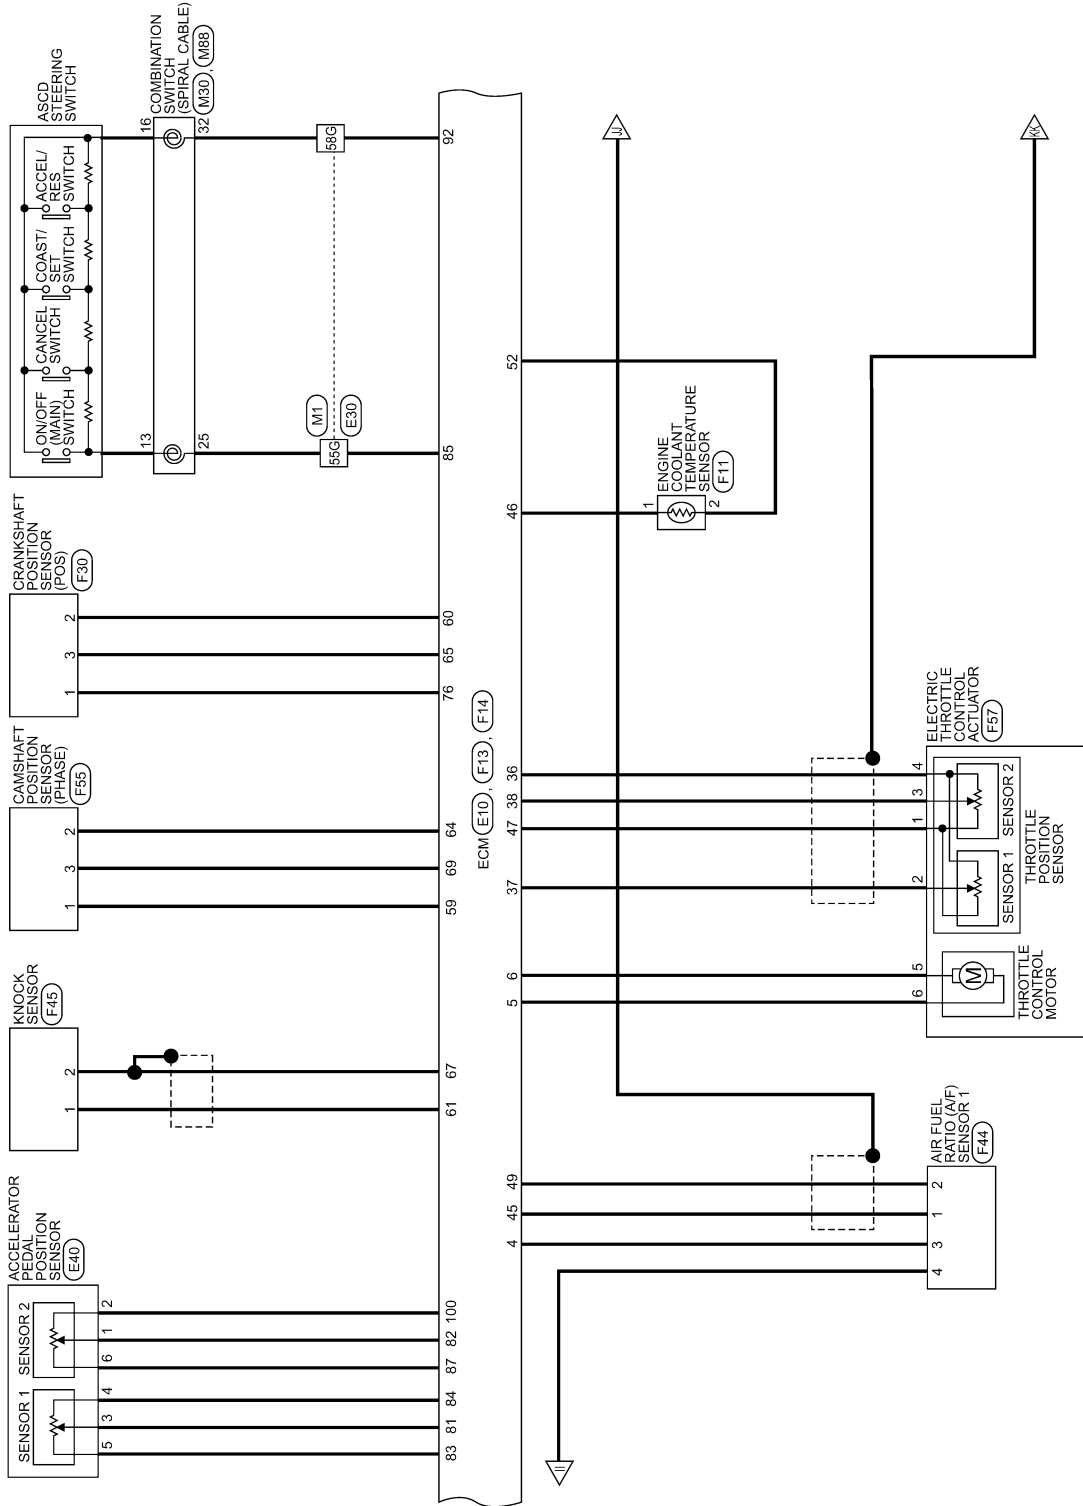 ACCELERATOR
PEDAL
POSITION
SENSOR
E40
SENSOR 1
SENSOR 2
5
3
4
6
1
2
83
81
84
87
82
100
KNOCK
SENSOR
F45
1
2
61
67
CAMSHAFT
POSITION
SENSOR
(PHASE)
F55
1
3
2
59
69
64
CRANKSHAFT
POSITION
SENSOR
(POS)
F30
1
3
2
76
65
60
ASCD
STEERING
SWITCH
ON/OFF
(MAIN)
SWITCH
CANCEL
SWITCH
COAST/
SET
SWITCH
ACCEL/
RES
SWITCH
13
16
COMBINATION
SWITCH
(SPIRAL CABLE)
M30 , M88
25
32
M1
E30
55G
58G
85
92
ECM E10 , F13 , F14
4
45
49
5
6
37
47
38
36
46
52
II
JJ
KK
1
2
ENGINE
COOLANT
TEMPERATURE
SENSOR
F11
4
3
1
2
AIR FUEL
RATIO (A/F)
SENSOR 1
F44
6
5
2
1
3
4
ELECTRIC
THROTTLE
CONTROL
ACTUATOR
F57
M
THROTTLE
CONTROL
MOTOR
SENSOR 1
SENSOR 2
THROTTLE
POSITION
SENSOR